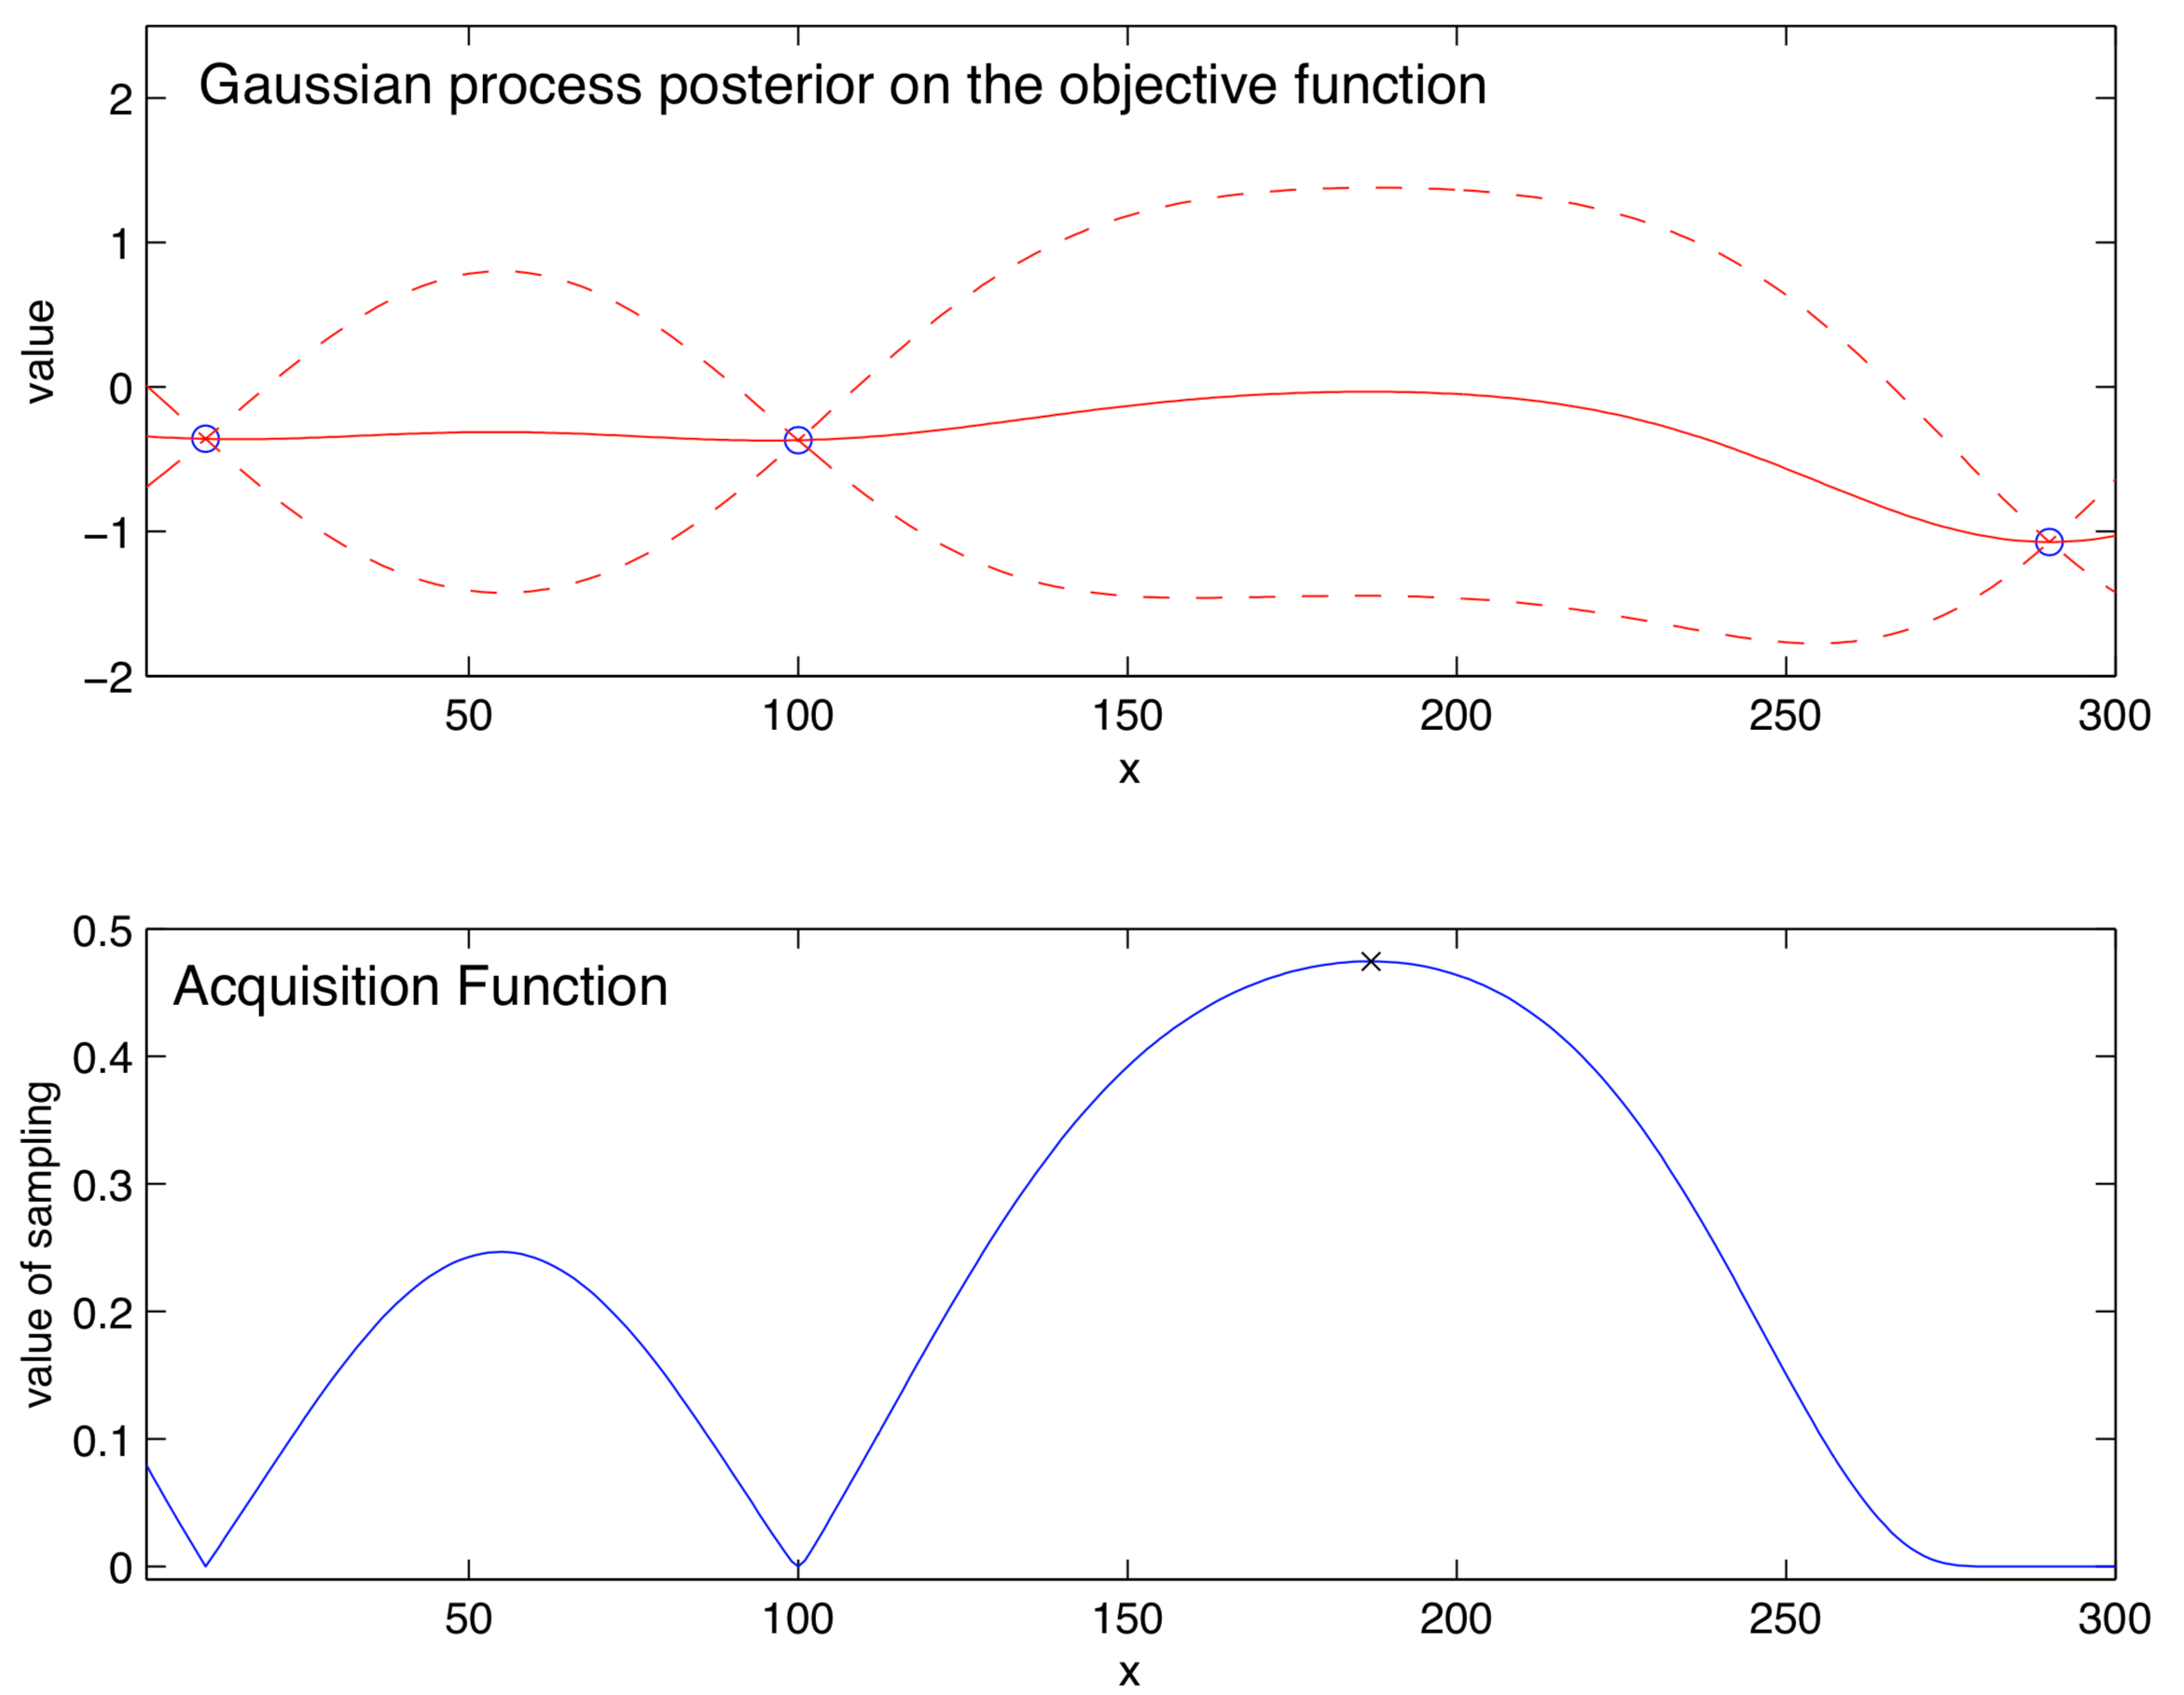 Gaussian process posterior on the objective function
2
1
0
−1
−2
value
50 100 150 200 250 300
x
Acquisition Function
0.5
0.4
0.3
0.2
0.1
0
value of sampling
50 100 150 200 250 300
x